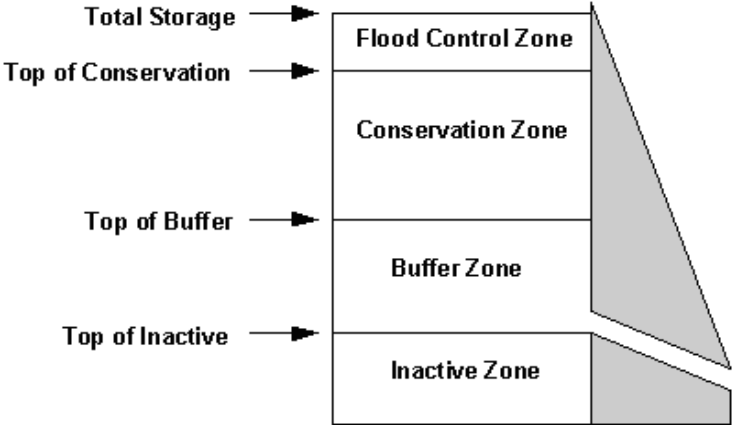 Total Storage
Flood Control Zone
Top of Conservation
Conservation Zone
Top of Buffer
Buffer Zone
Top of Inactive
Inactive Zone